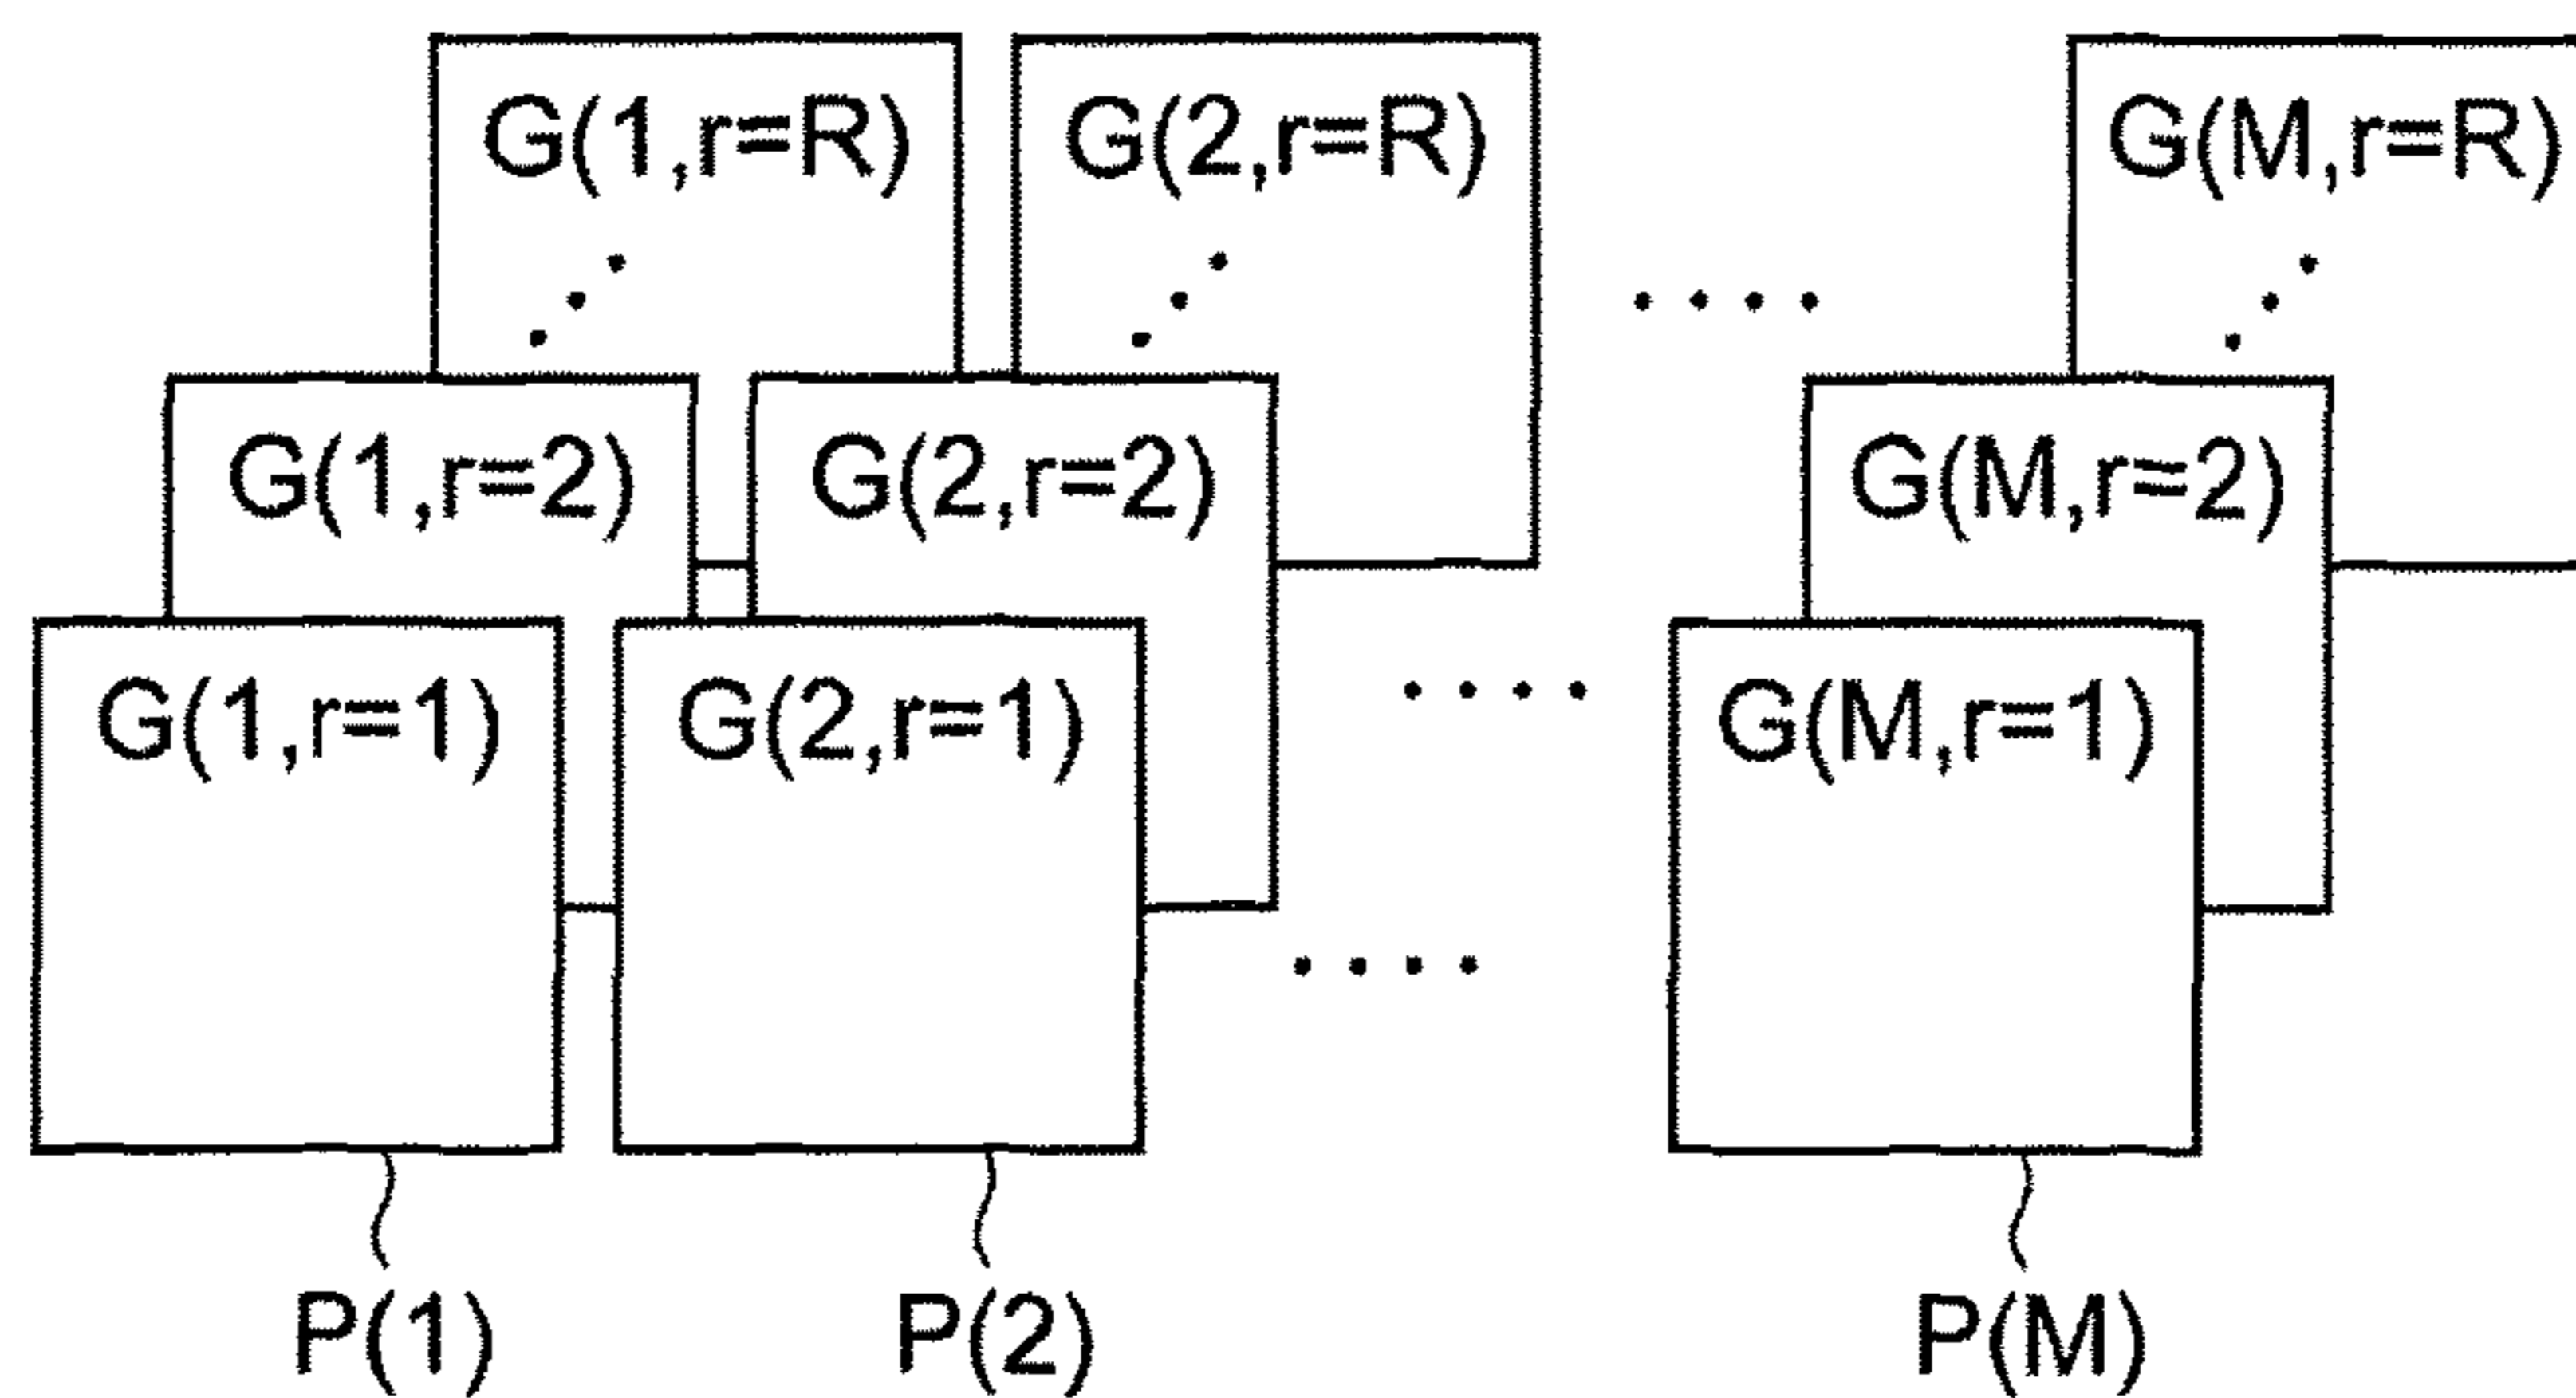 G(1,r=R) G(2,r=R) G(M,r=R)
G(1,r=2) G(2,r=2) G(M,r=2)
G(1,r=1) G(2,r=1) G(M,r=1)
P(1) P(2) P(M)